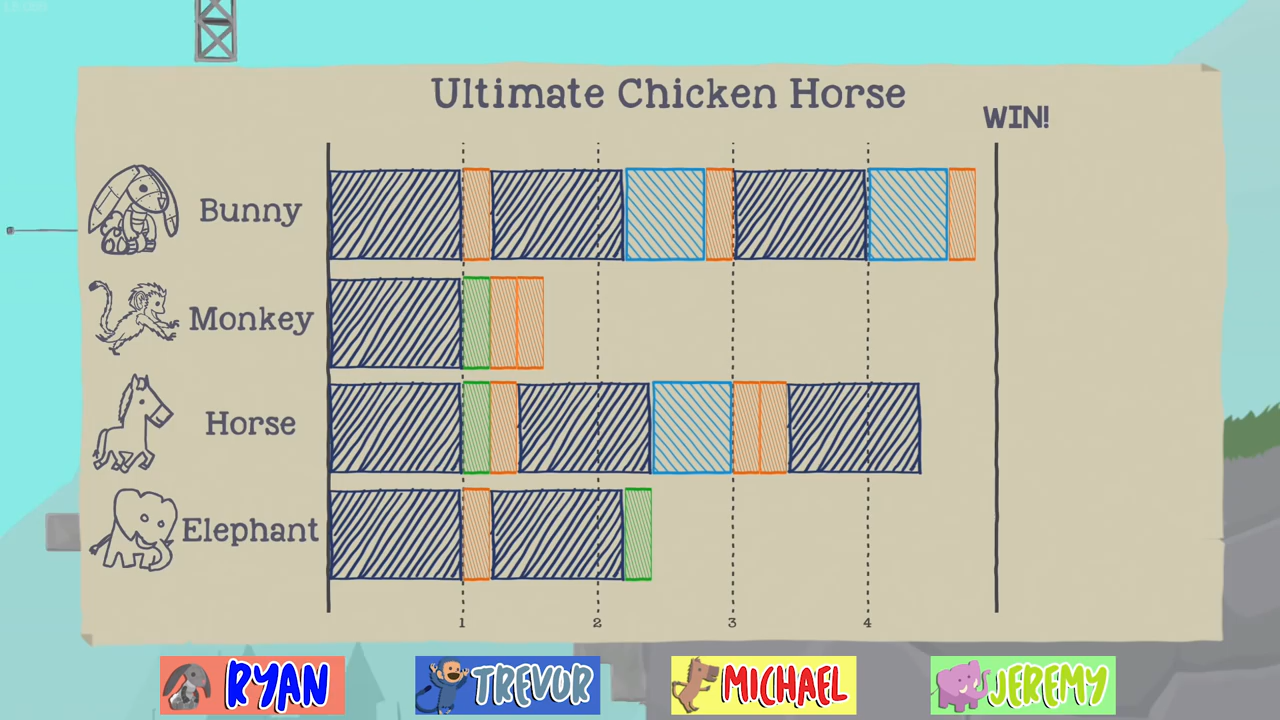 Ultimate Chicken Horse
WIN!
Bunny
Monkey
Horse
Elephant
1 2 3 4
RYAN TREVOR MICHAEL JEREMY